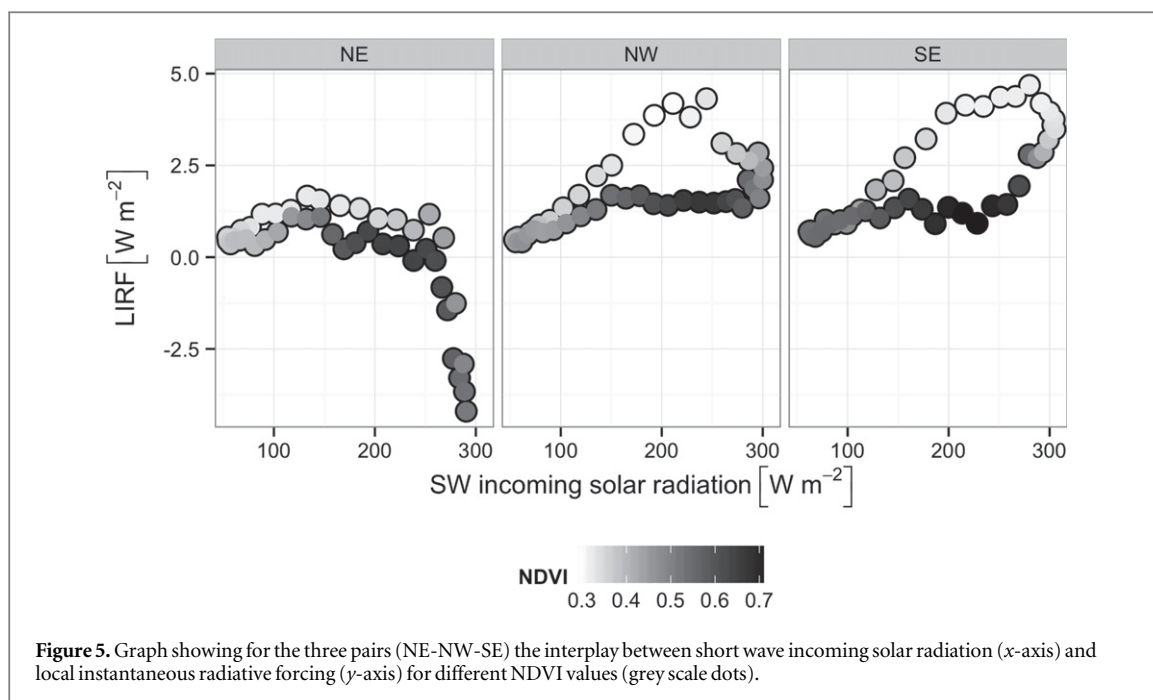 NE NW SE
5.0
2.5
0.0
-2.5
LIRF [W m⁻²]
100 200 300 100 200 300 100 200 300
SW incoming solar radiation [W m⁻²]
NDVI
0.3 0.4 0.5 0.6 0.7
Figure 5. Graph showing for the three pairs (NE-NW-SE) the interplay between short wave incoming solar radiation (x-axis) and
local instantaneous radiative forcing (y-axis) for different NDVI values (grey scale dots).